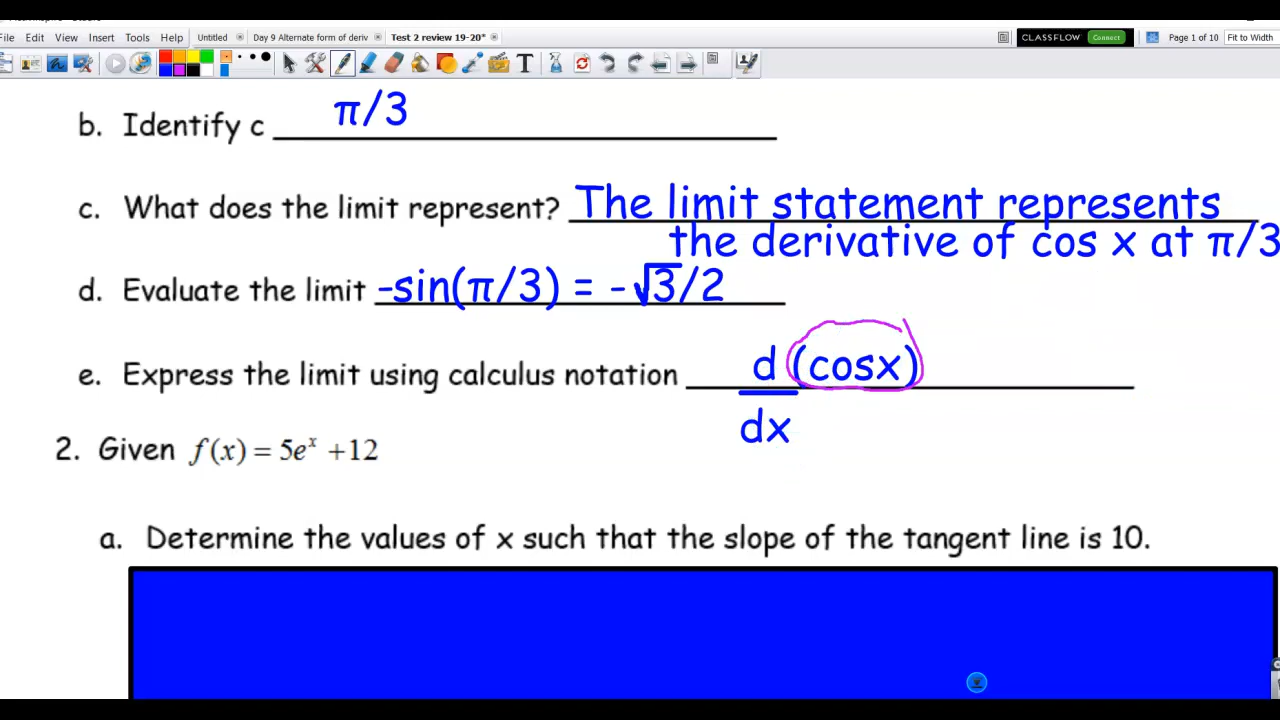 File Edit View Insert Tools Help Untitled Day 9 Alternate form of deriv Test 2 review 19-20* CLASSFLOW Connect Page 1 of 10 Fit to Width
b. Identify c π/3
c. What does the limit represent? The limit statement represents
the derivative of cos x at π/3
d. Evaluate the limit -sin(π/3) = -√3/2
e. Express the limit using calculus notation d (cosx)
dx
2. Given f(x) = 5eˣ +12
a. Determine the values of x such that the slope of the tangent line is 10.